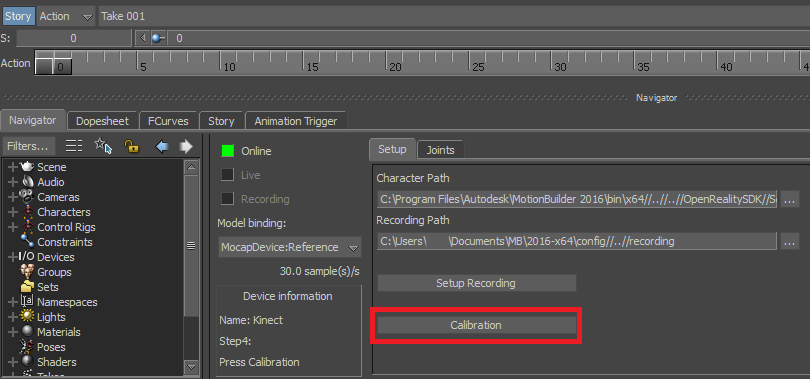 Story Action Take 001
S: 0 0
Action 0 5 10 15 20 25 30 35 40 45
Navigator
Navigator Dopesheet FCurves Story Animation Trigger
Filters...
Scene
Audio
Cameras
Characters
Control Rigs
Constraints
I/O Devices
Groups
Sets
Namespaces
Lights
Materials
Poses
Shaders
Takes
Online
Live
Recording
Model binding:
MocapDevice:Reference
30.0 sample(s)/s
Device information
Name: Kinect
Step4:
Press Calibration
Setup Joints
Character Path
C:\Program Files\Autodesk\MotionBuilder 2016\bin\x64//..//..//OpenRealitySDK//S ...
Recording Path
C:\Users\ \Documents\MB\2016-x64\config//..//recording ...
Setup Recording
Calibration